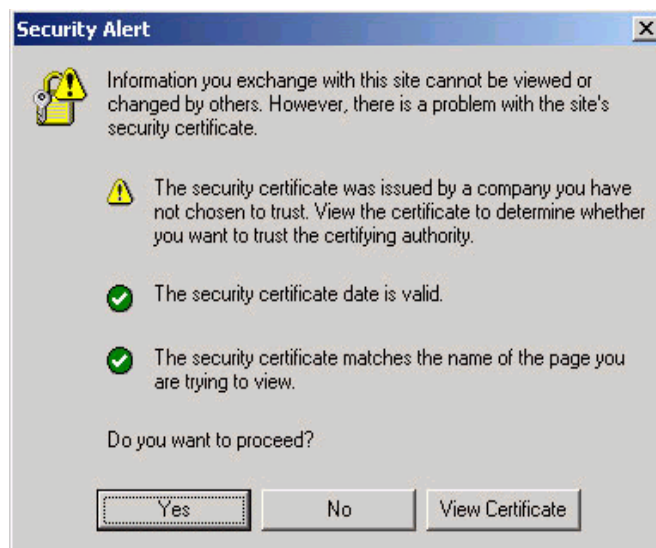 Security Alert
Information you exchange with this site cannot be viewed or
changed by others. However, there is a problem with the site's
security certificate.
The security certificate was issued by a company you have
not chosen to trust. View the certificate to determine whether
you want to trust the certifying authority.
The security certificate date is valid.
The security certificate matches the name of the page you
are trying to view.
Do you want to proceed?
Yes No View Certificate